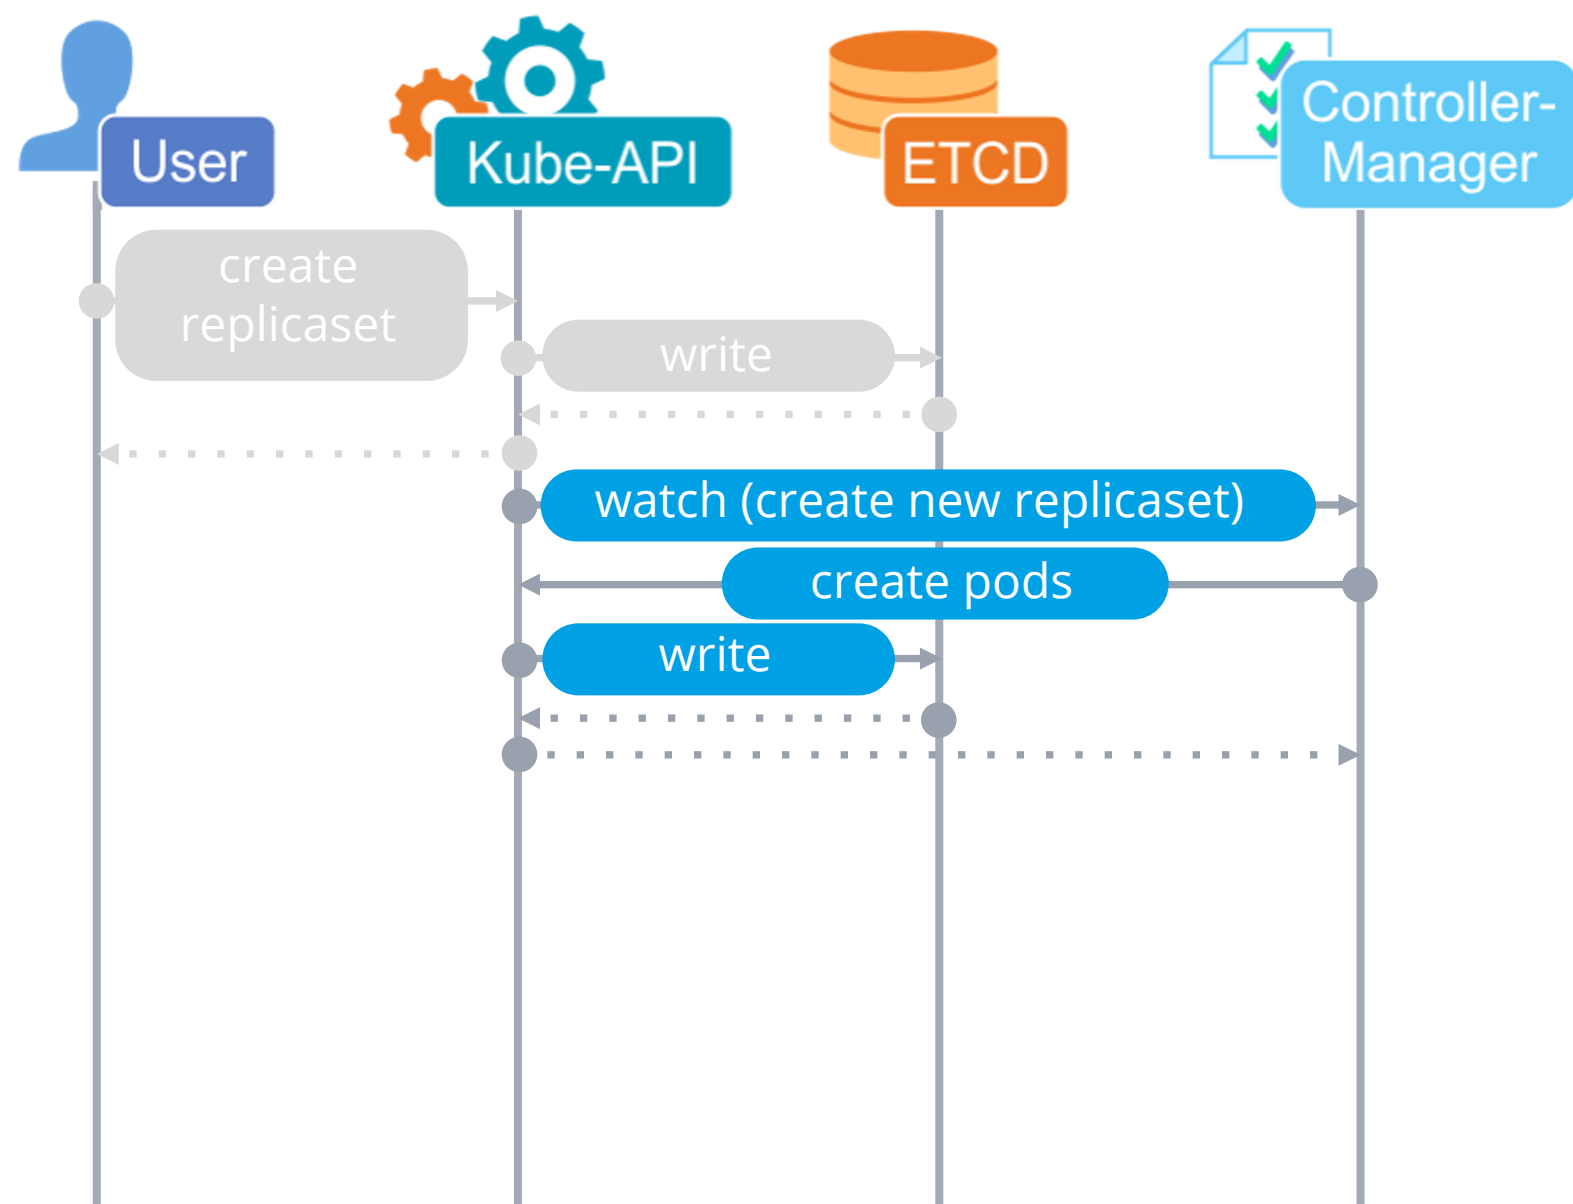 User
Kube-API
ETCD
Controller-
Manager
create
replicaset
write
watch (create new replicaset)
create pods
write